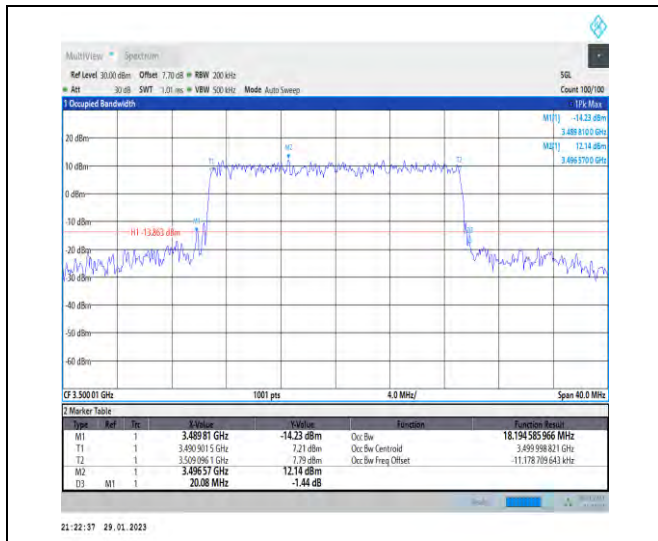 MultiView Spectrum
Ref Level 30.00 dBm Offset 7.70 dB RBW 200 kHz SGL
Att 30 dB SWT 1.01 ms VBW 500 kHz Mode Auto Sweep Count 100/100
1 Occupied Bandwidth 1Pk Max
M1[1] -14.23 dBm
3.489 8100 GHz
M2[1] 12.14 dBm
3.496 5700 GHz
20 dBm
M2
T1
T2
10 dBm
0 dBm
-10 dBm
M1
H1 -13.863 dBm
-20 dBm
-30 dBm
-40 dBm
-50 dBm
-60 dBm
CF 3.500 01 GHz 1001 pts 4.0 MHz/ Span 40.0 MHz
2 Marker Table
Type Ref Trc X-Value Y-Value Function Function Result
M1 1 3.489 81 GHz -14.23 dBm Occ Bw 18.194 585 966 MHz
T1 1 3.490 901 5 GHz 7.21 dBm Occ Bw Centroid 3.499 998 821 GHz
T2 1 3.509 096 1 GHz 7.79 dBm Occ Bw Freq Offset -11.178 709 643 kHz
M2 1 3.496 57 GHz 12.14 dBm
D3 M1 1 20.08 MHz -1.44 dB
21:22:37 29.01.2023